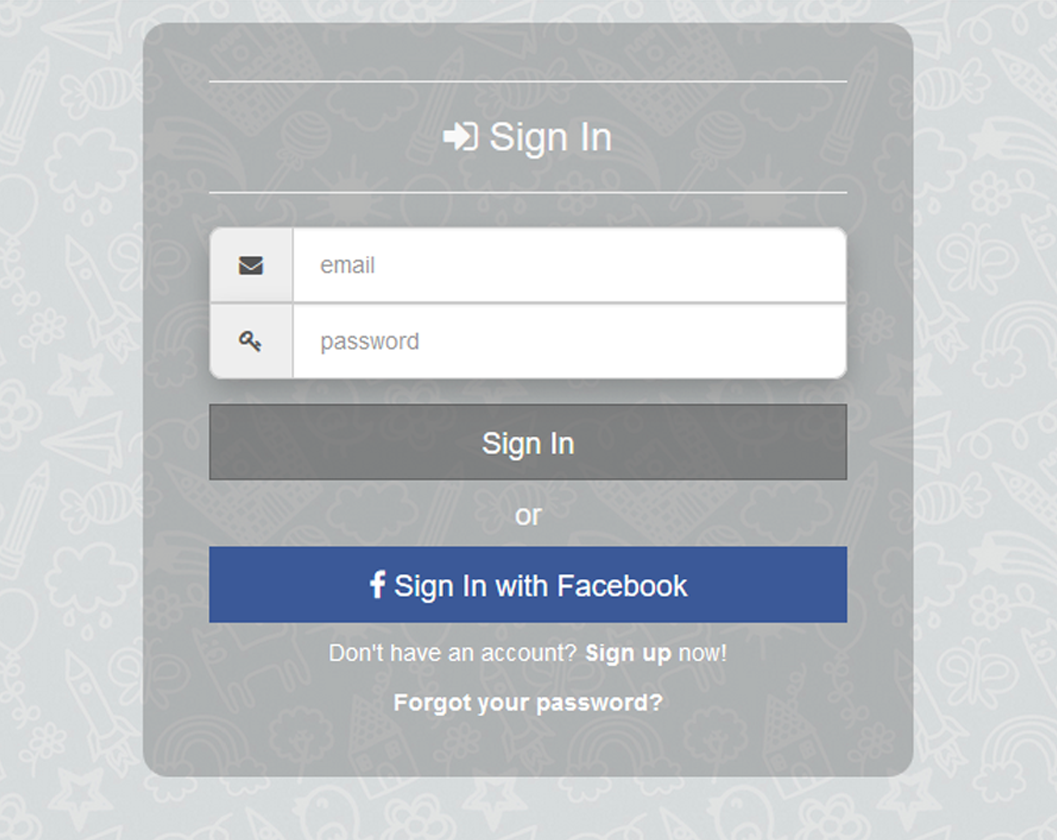 Sign In
email
password
Sign In
or
Sign In with Facebook
Don't have an account? Sign up now!
Forgot your password?